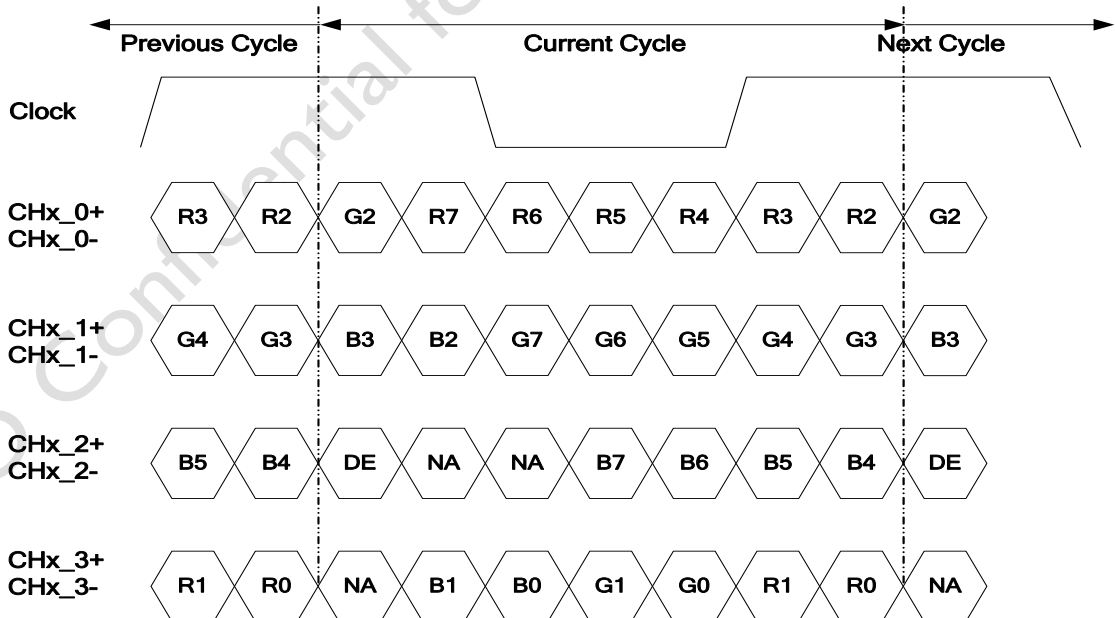 Previous Cycle Current Cycle Next Cycle
Clock
CHx_0+
CHx_0-
R3 R2 G2 R7 R6 R5 R4 R3 R2 G2
CHx_1+
CHx_1-
G4 G3 B3 B2 G7 G6 G5 G4 G3 B3
CHx_2+
CHx_2-
B5 B4 DE NA NA B7 B6 B5 B4 DE
CHx_3+
CHx_3-
R1 R0 NA B1 B0 G1 G0 R1 R0 NA
Confidential